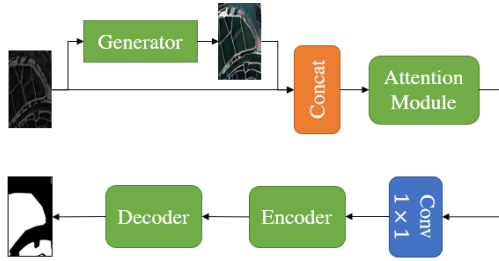 Generator
Concat
Attention
Module
Decoder
Encoder
Conv
1 × 1